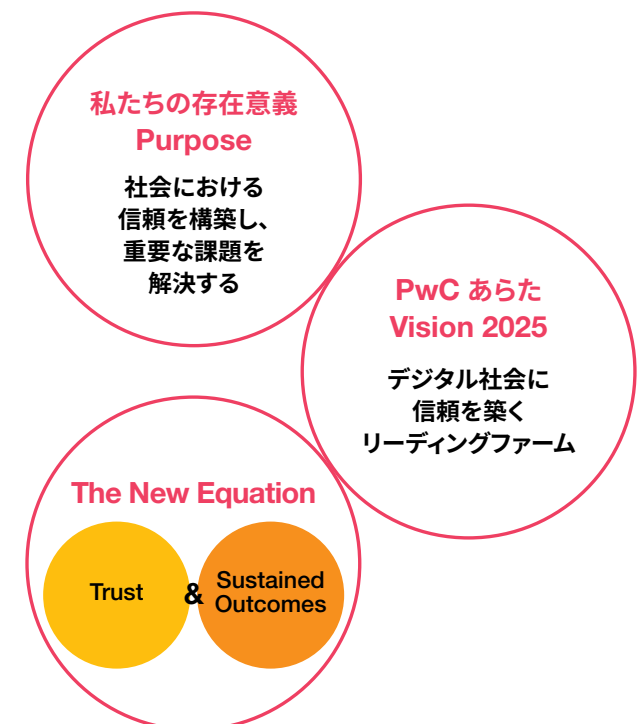 私たちの存在意義
Purpose
社会における
信頼を構築し、
重要な課題を
解決する
PwC あらた
Vision 2025
デジタル社会に
信頼を築く
リーディングファーム
The New Equation
Trust
&
Sustained
Outcomes